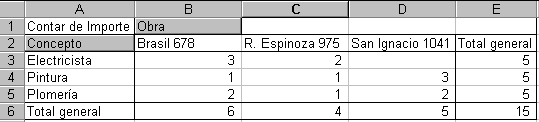 A B C D E
1 Contar de Importe Obra
2 Concepto Brasil 678 R. Espinoza 975 San Ignacio 1041 Total general
3 Electricista 3 2 5
4 Pintura 1 1 3 5
5 Plomería 2 1 2 5
6 Total general 6 4 5 15